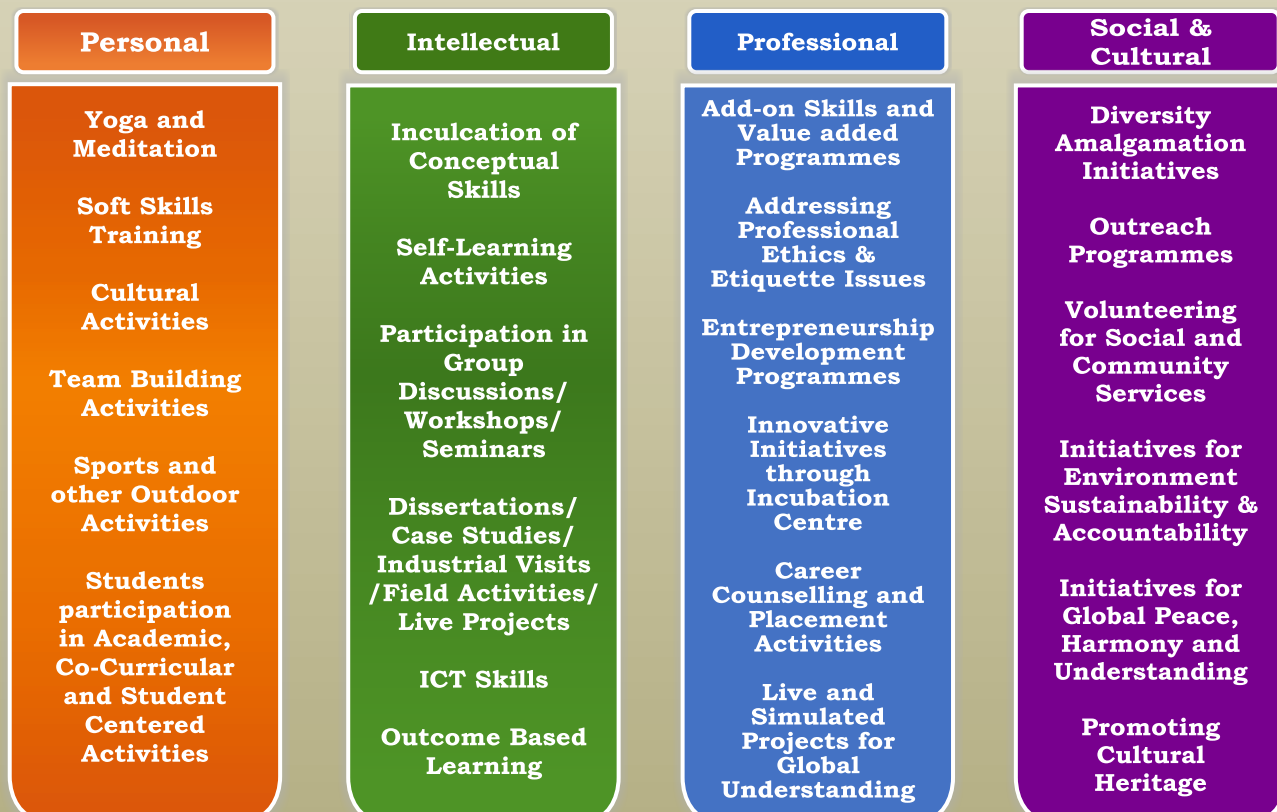 Personal
Yoga and
Meditation
Soft Skills
Training
Cultural
Activities
Team Building
Activities
Sports and
other Outdoor
Activities
Students
participation
in Academic,
Co-Curricular
and Student
Centered
Activities
Intellectual
Inculcation of
Conceptual
Skills
Self-Learning
Activities
Participation in
Group
Discussions/
Workshops/
Seminars
Dissertations/
Case Studies/
Industrial Visits
/Field Activities/
Live Projects
ICT Skills
Outcome Based
Learning
Professional
Add-on Skills and
Value added
Programmes
Addressing
Professional
Ethics &
Etiquette Issues
Entrepreneurship
Development
Programmes
Innovative
Initiatives
through
Incubation
Centre
Career
Counselling and
Placement
Activities
Live and
Simulated
Projects for
Global
Understanding
Social &
Cultural
Diversity
Amalgamation
Initiatives
Outreach
Programmes
Volunteering
for Social and
Community
Services
Initiatives for
Environment
Sustainability &
Accountability
Initiatives for
Global Peace,
Harmony and
Understanding
Promoting
Cultural
Heritage